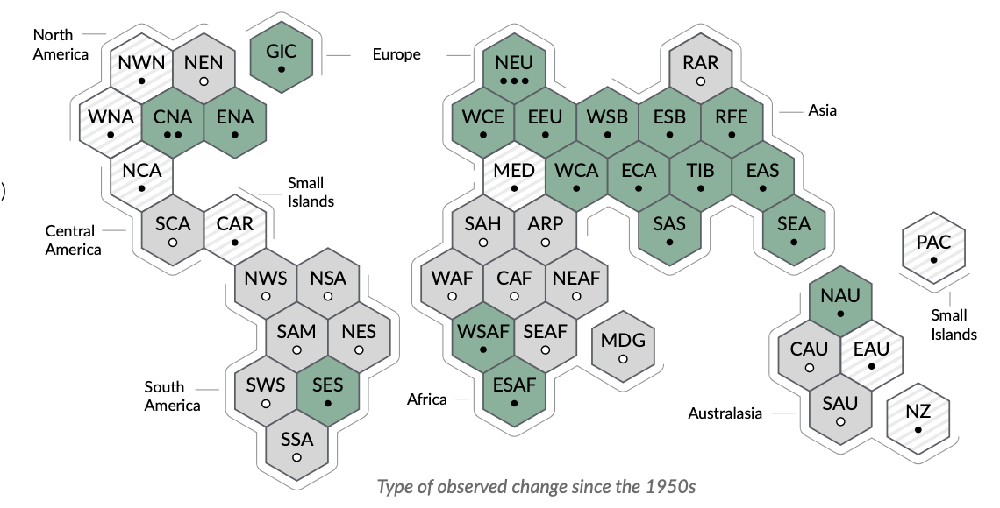 North
America
NWN
NEN
GIC
WNA
CNA
ENA
NCA
Small
Islands
SCA
CAR
Central
America
NWS
NSA
SAM
NES
SWS
SES
South
America
SSA
Europe
NEU
RAR
WCE
EEU
WSB
ESB
RFE
Asia
MED
WCA
ECA
TIB
EAS
SAH
ARP
SAS
SEA
WAF
CAF
NEAF
WSAF
SEAF
MDG
ESAF
Africa
PAC
Small
Islands
NAU
CAU
EAU
SAU
NZ
Australasia
)
Type of observed change since the 1950s